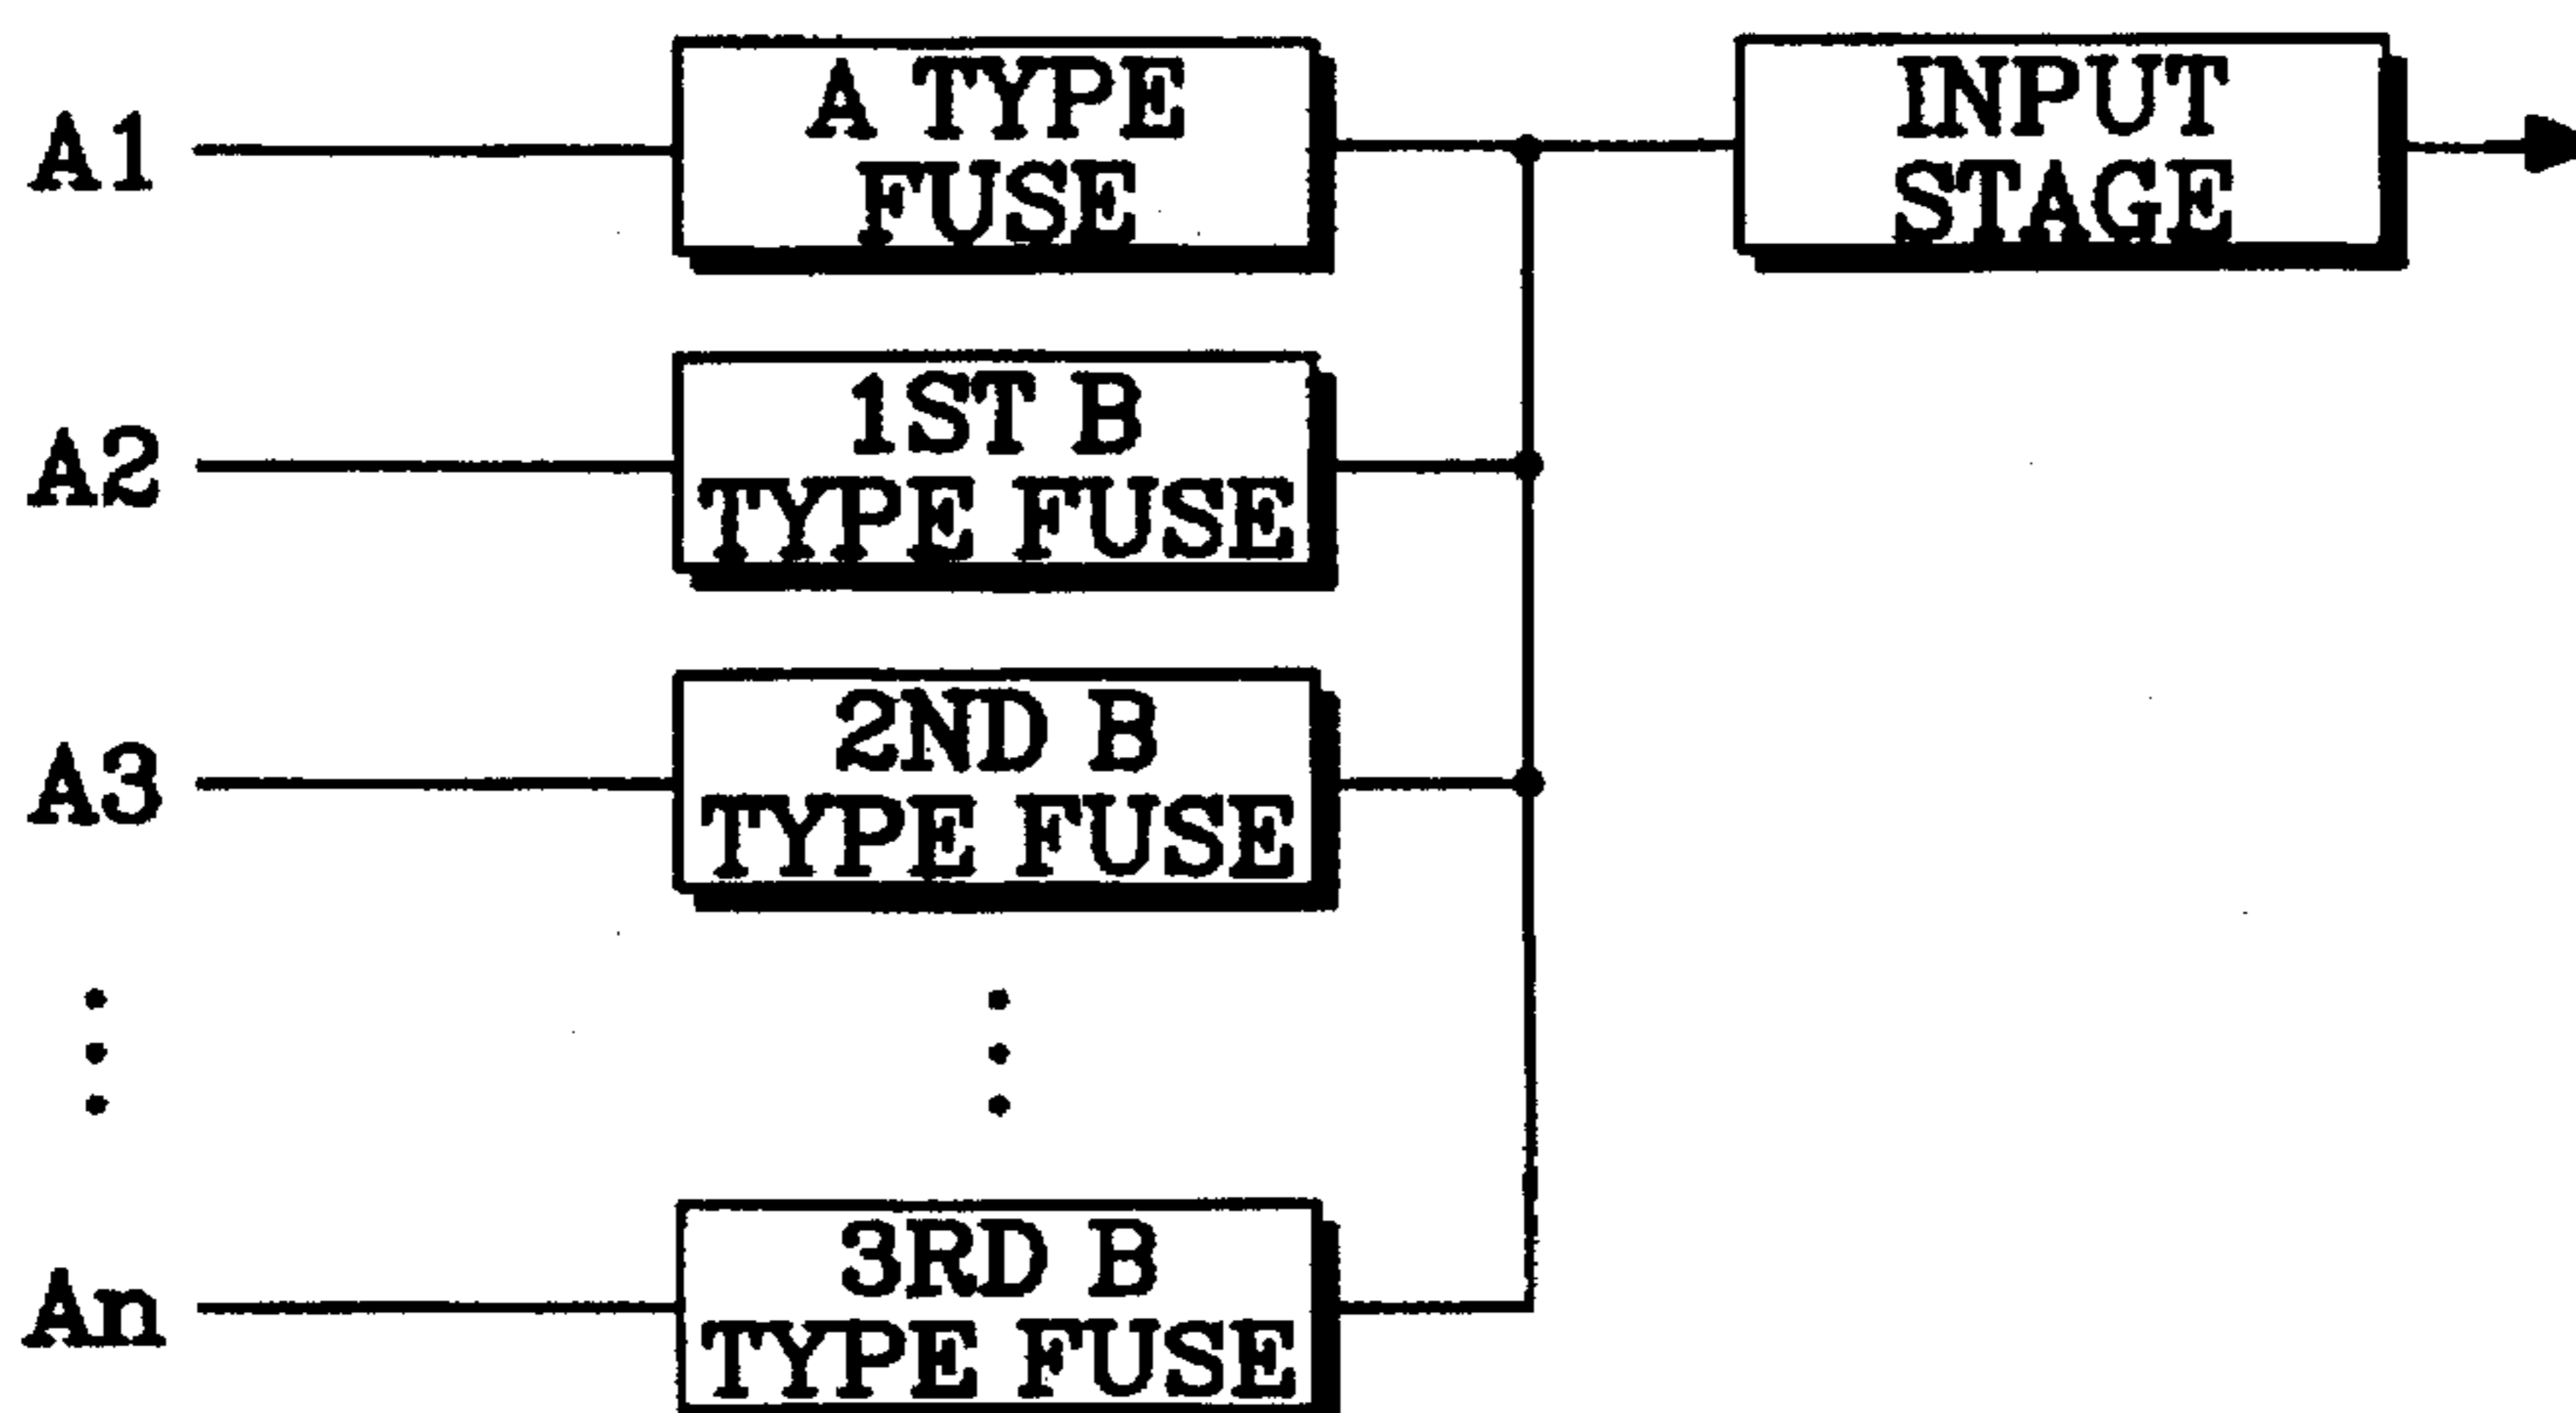 A1
A TYPE
FUSE
INPUT
STAGE
A2
1ST B
TYPE FUSE
A3
2ND B
TYPE FUSE
An
3RD B
TYPE FUSE